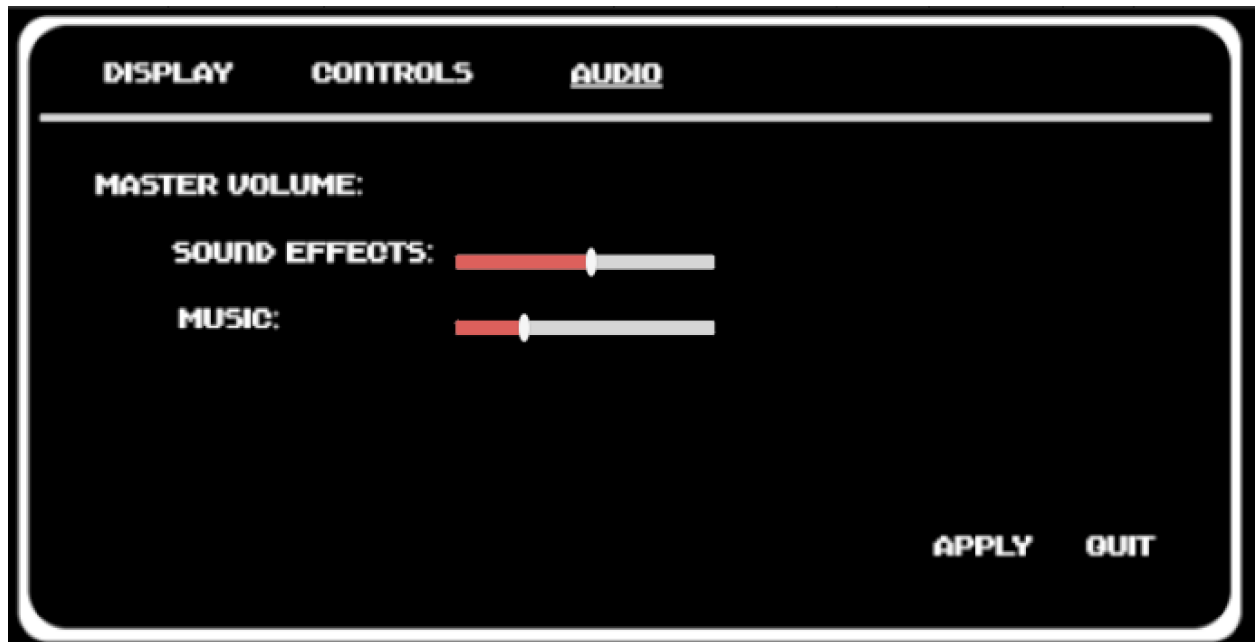 DISPLAY CONTROLS AUDIO
MASTER VOLUME:
SOUND EFFECTS:
MUSIC:
APPLY QUIT